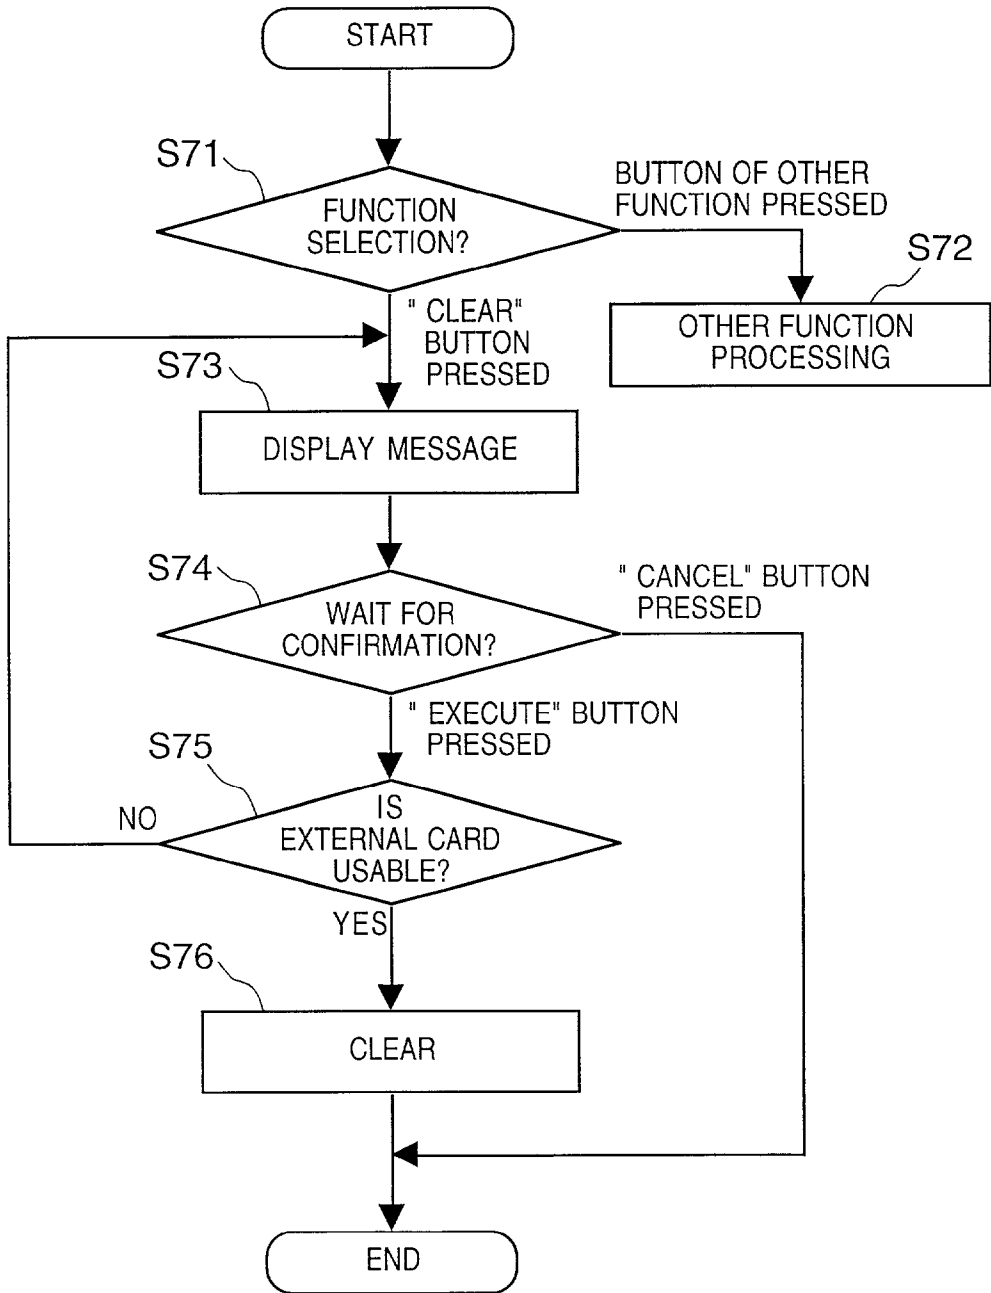 START
S71
FUNCTION
SELECTION?
BUTTON OF OTHER
FUNCTION PRESSED
S72
OTHER FUNCTION
PROCESSING
" CLEAR"
BUTTON
PRESSED
S73
DISPLAY MESSAGE
S74
WAIT FOR
CONFIRMATION?
" CANCEL" BUTTON
PRESSED
" EXECUTE" BUTTON
PRESSED
S75
IS
EXTERNAL CARD
USABLE?
NO
YES
S76
CLEAR
END